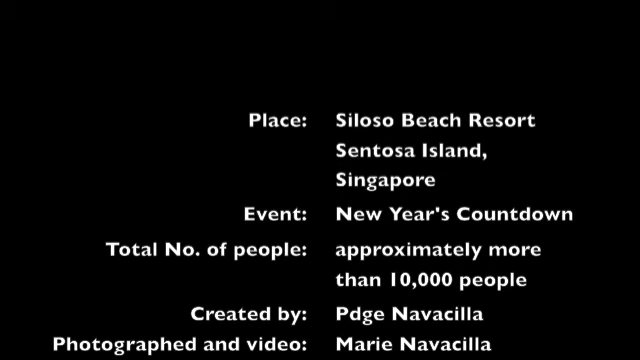 Place: Siloso Beach Resort
Sentosa Island,
Singapore
Event: New Year's Countdown
Total No. of people: approximately more
than 10,000 people
Created by: Pdge Navacilla
Photographed and video: Marie Navacilla